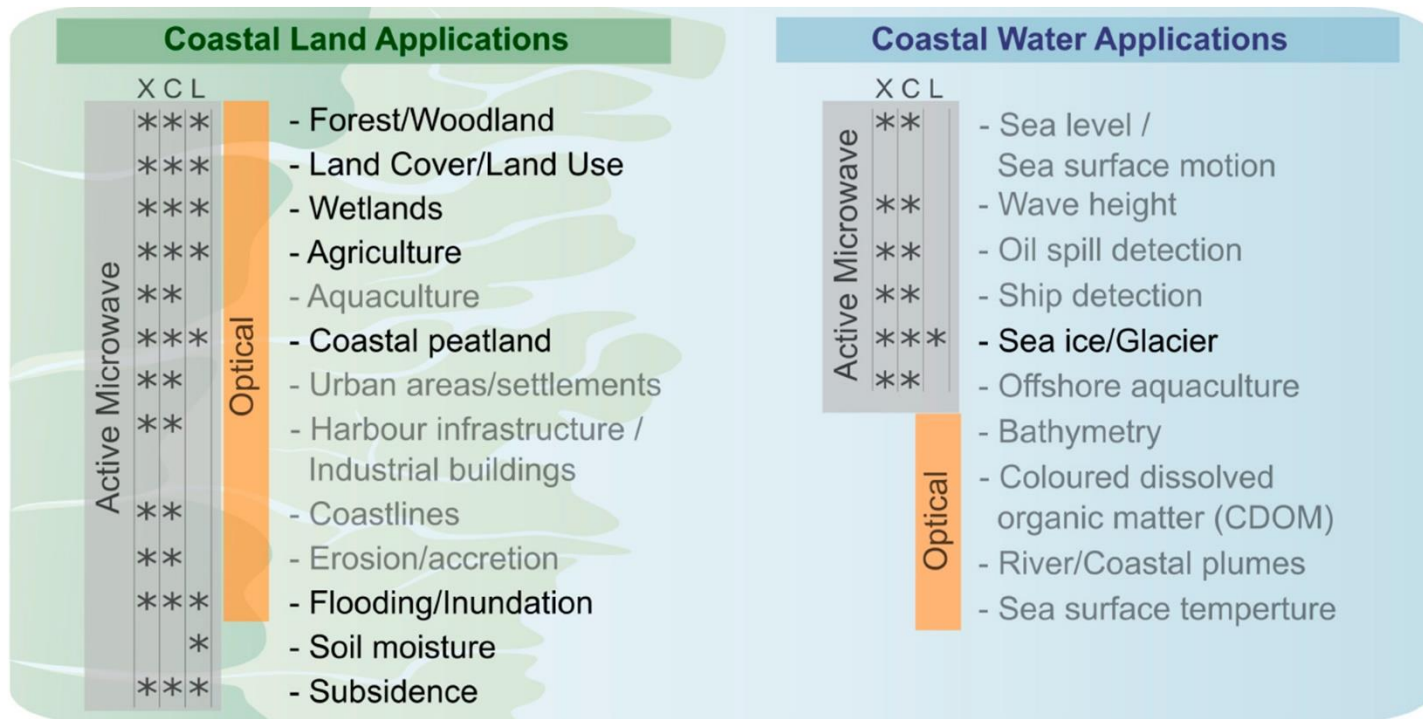 Coastal Land Applications
X C L
Active Microwave
Optical
*** - Forest/Woodland
*** - Land Cover/Land Use
*** - Wetlands
*** - Agriculture
** - Aquaculture
*** - Coastal peatland
** - Urban areas/settlements
** - Harbour infrastructure /
Industrial buildings
** - Coastlines
** - Erosion/accretion
*** - Flooding/Inundation
* - Soil moisture
*** - Subsidence
Coastal Water Applications
X C L
Active Microwave
** - Sea level /
Sea surface motion
** - Wave height
** - Oil spill detection
** - Ship detection
*** - Sea ice/Glacier
** - Offshore aquaculture
Optical
- Bathymetry
- Coloured dissolved
organic matter (CDOM)
- River/Coastal plumes
- Sea surface temperture